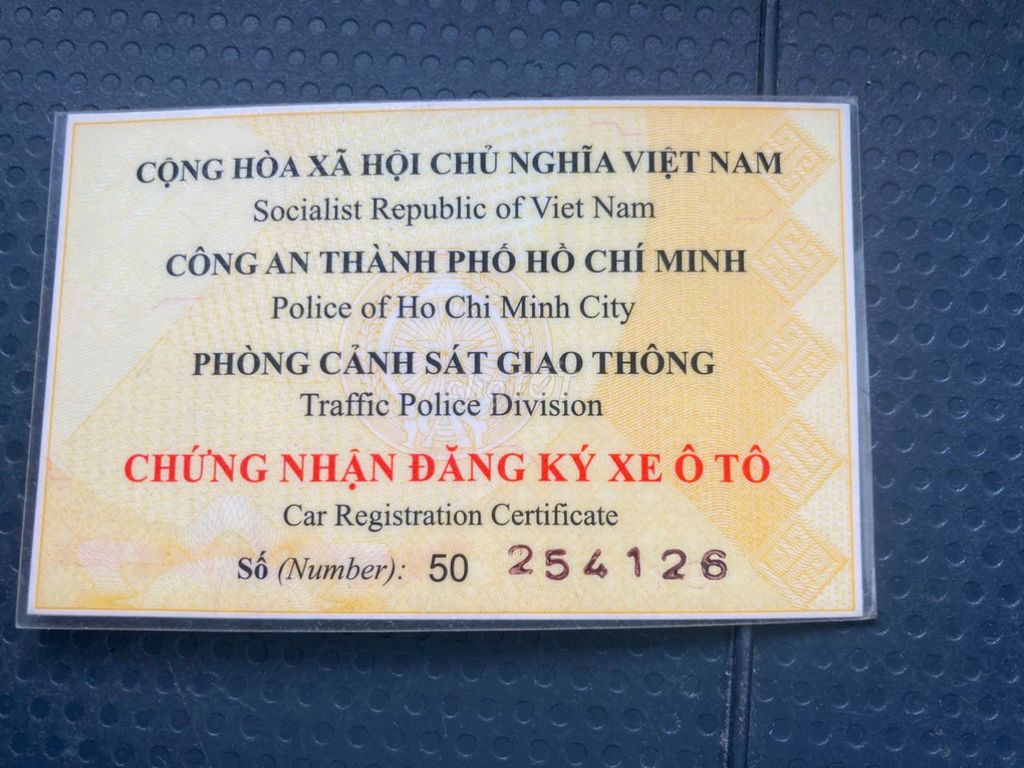 CỘNG HÒA XÃ HỘI CHỦ NGHĨA VIỆT NAM
Socialist Republic of Viet Nam
CÔNG AN THÀNH PHỐ HỒ CHÍ MINH
Police of Ho Chi Minh City
PHÒNG CẢNH SÁT GIAO THÔNG
Traffic Police Division
CHỨNG NHẬN ĐĂNG KÝ XE Ô TÔ
Car Registration Certificate
Số (Number): 50 254126